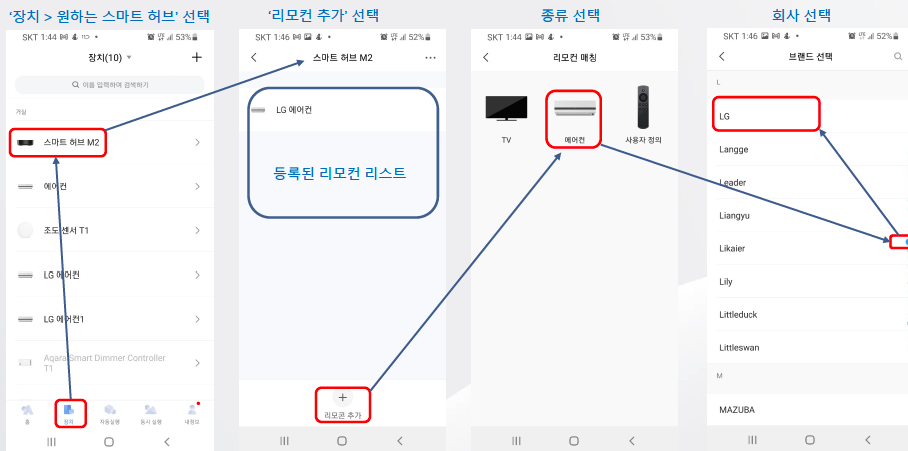 ‘장치 > 원하는 스마트 허브’ 선택
SKT 1:44 53%
장치(10)
이름 입력하여 검색하기
거실
스마트 허브 M2
에어컨
조도 센서 T1
LG 에어컨
LG 에어컨1
Aqara Smart Dimmer Controller
T1
홈
장치
자동실행
동시 실행
내정보
‘리모컨 추가’ 선택
SKT 1:46 52%
스마트 허브 M2
LG 에어컨
등록된 리모컨 리스트
리모콘 추가
종류 선택
SKT 1:44 53%
리모컨 매칭
TV
에어컨
사용자 정의
회사 선택
SKT 1:46 52%
브랜드 선택
L
LG
Langge
Leader
Liangyu
Likaier
Lily
Littleduck
Littleswan
M
MAZUBA